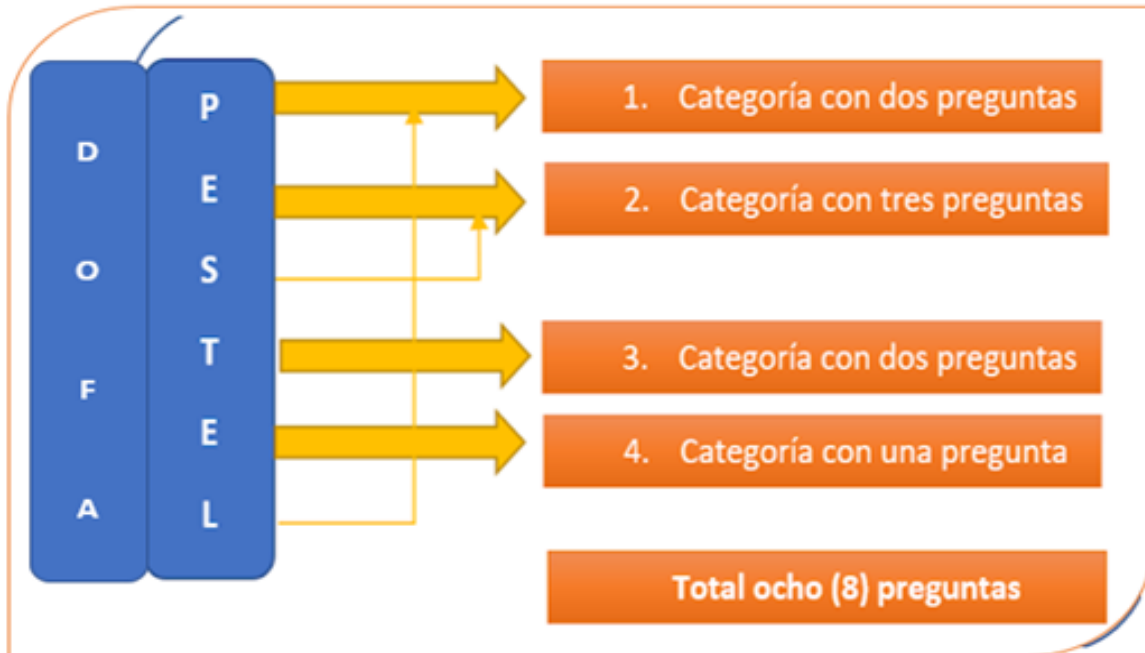 D
O
F
A
P
E
S
T
E
L
1. Categoría con dos preguntas
2. Categoría con tres preguntas
3. Categoría con dos preguntas
4. Categoría con una pregunta
Total ocho (8) preguntas